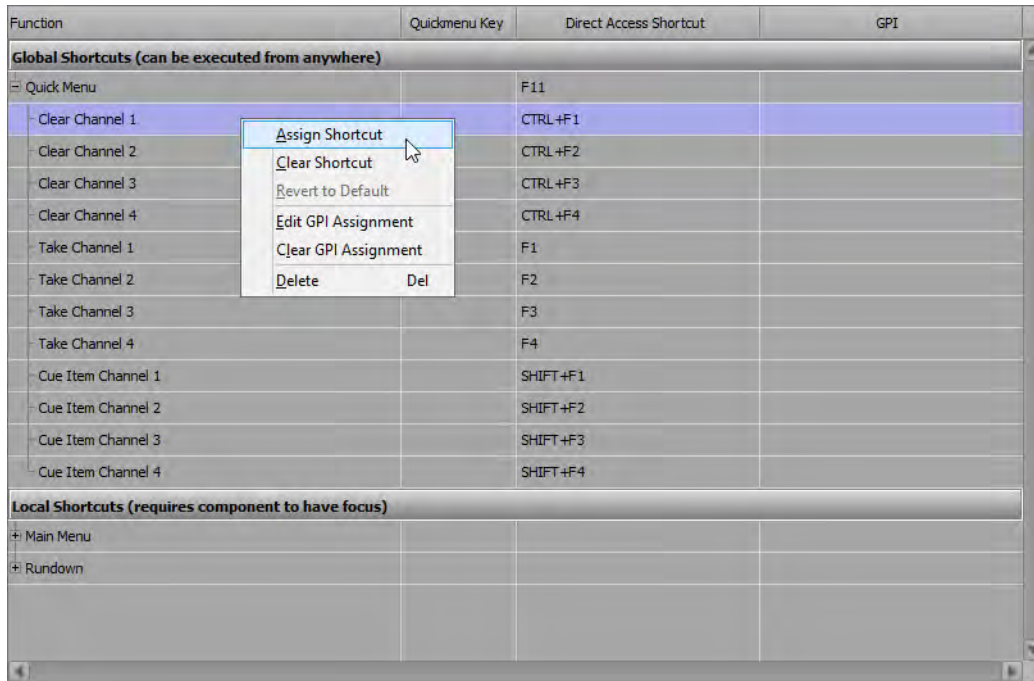 Function Quickmenu Key Direct Access Shortcut GPI
Global Shortcuts (can be executed from anywhere)
Quick Menu F11
Clear Channel 1 CTRL+F1
Assign Shortcut
Clear Channel 2 CTRL+F2
Clear Shortcut
Clear Channel 3 CTRL+F3
Revert to Default
Clear Channel 4 CTRL+F4
Edit GPI Assignment
Take Channel 1 F1
Clear GPI Assignment
Take Channel 2 F2
Delete Del
Take Channel 3 F3
Take Channel 4 F4
Cue Item Channel 1 SHIFT+F1
Cue Item Channel 2 SHIFT+F2
Cue Item Channel 3 SHIFT+F3
Cue Item Channel 4 SHIFT+F4
Local Shortcuts (requires component to have focus)
Main Menu
Rundown